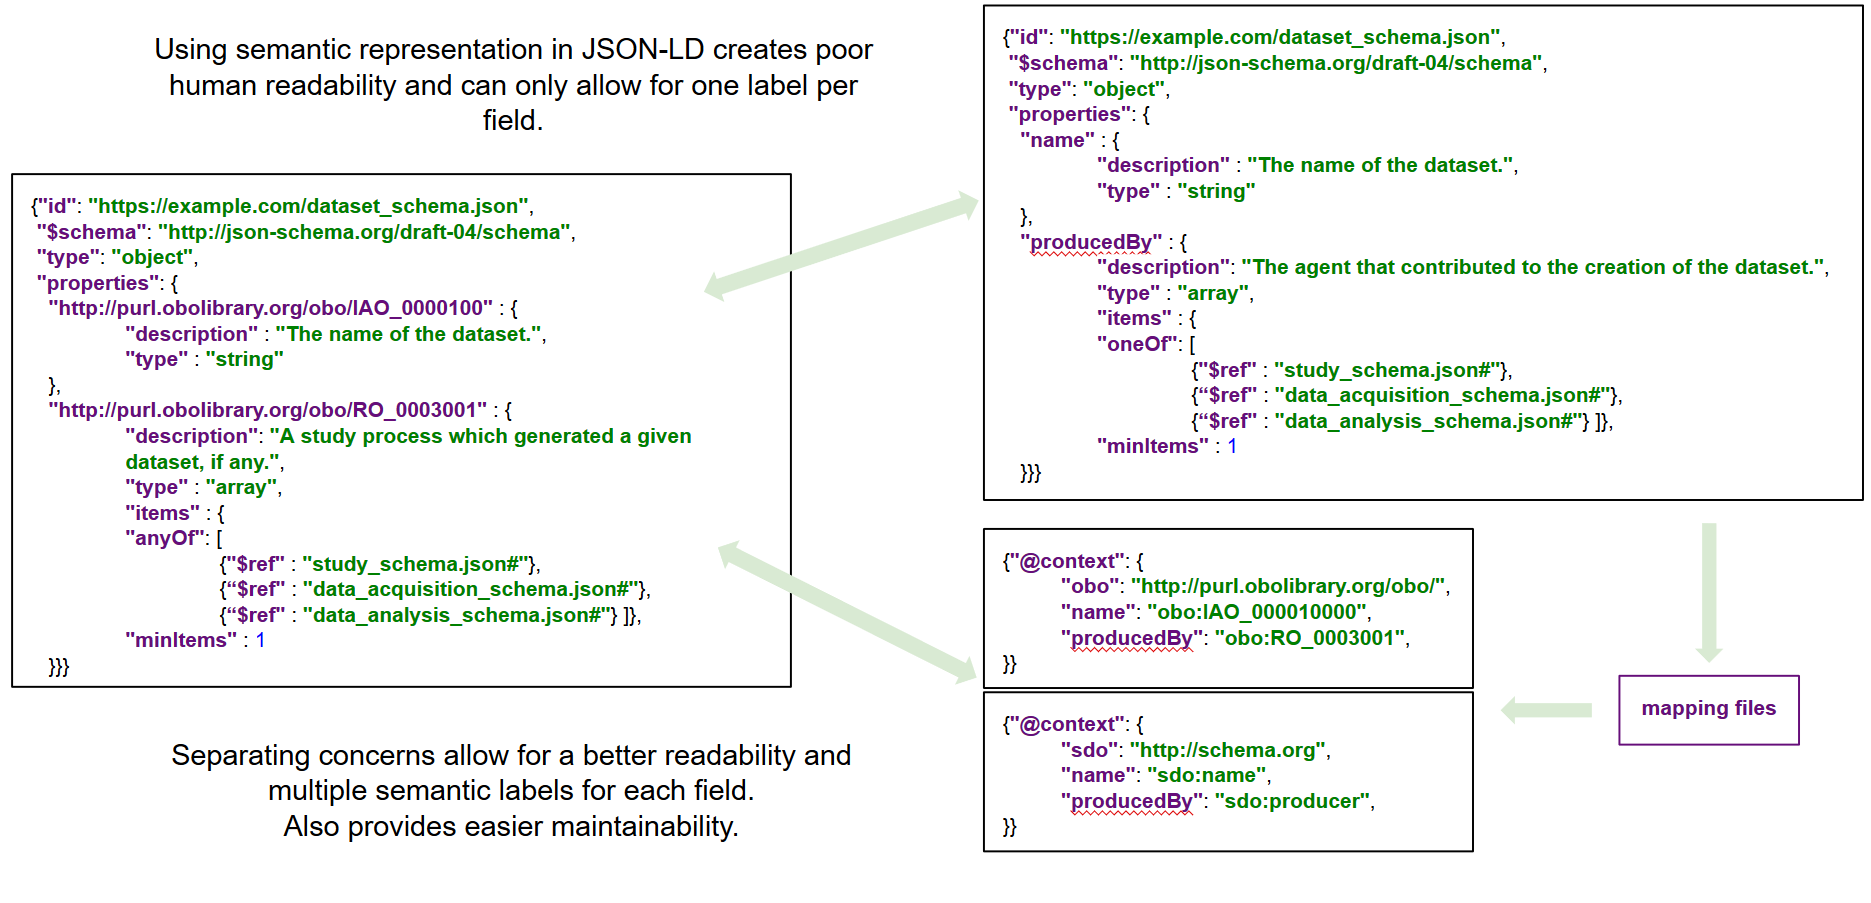 Using semantic representation in JSON-LD creates poor
human readability and can only allow for one label per
field.
{"id": "https://example.com/dataset_schema.json",
"$schema": "http://json-schema.org/draft-04/schema",
"type": "object",
"properties": {
"http://purl.obolibrary.org/obo/IAO_0000100" : {
"description" : "The name of the dataset.",
"type" : "string"
},
"http://purl.obolibrary.org/obo/RO_0003001" : {
"description": "A study process which generated a given
dataset, if any.",
"type" : "array",
"items" : {
"anyOf": [
{"$ref" : "study_schema.json#"},
{“$ref" : "data_acquisition_schema.json#"},
{“$ref" : "data_analysis_schema.json#"} ]},
"minItems" : 1
}}}
Separating concerns allow for a better readability and
multiple semantic labels for each field.
Also provides easier maintainability.
{"id": "https://example.com/dataset_schema.json",
"$schema": "http://json-schema.org/draft-04/schema",
"type": "object",
"properties": {
"name" : {
"description" : "The name of the dataset.",
"type" : "string"
},
"producedBy" : {
"description": "The agent that contributed to the creation of the dataset.",
"type" : "array",
"items" : {
"oneOf": [
{"$ref" : "study_schema.json#"},
{“$ref" : "data_acquisition_schema.json#"},
{“$ref" : "data_analysis_schema.json#"} ]},
"minItems" : 1
}}}
{"@context": {
"obo": "http://purl.obolibrary.org/obo/",
"name": "obo:IAO_000010000",
"producedBy": "obo:RO_0003001",
}}
{"@context": {
"sdo": "http://schema.org",
"name": "sdo:name",
"producedBy": "sdo:producer",
}}
mapping files